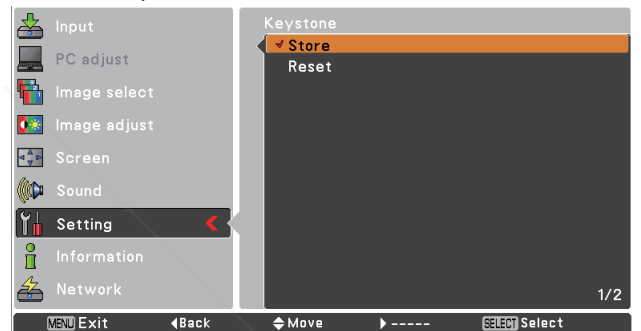 Input
PC adjust
Image select
Image adjust
Screen
Sound
Setting
Information
Network
Keystone
Store
Reset
1/2
MENU Exit ◀Back Move ▶----- SELECT Select